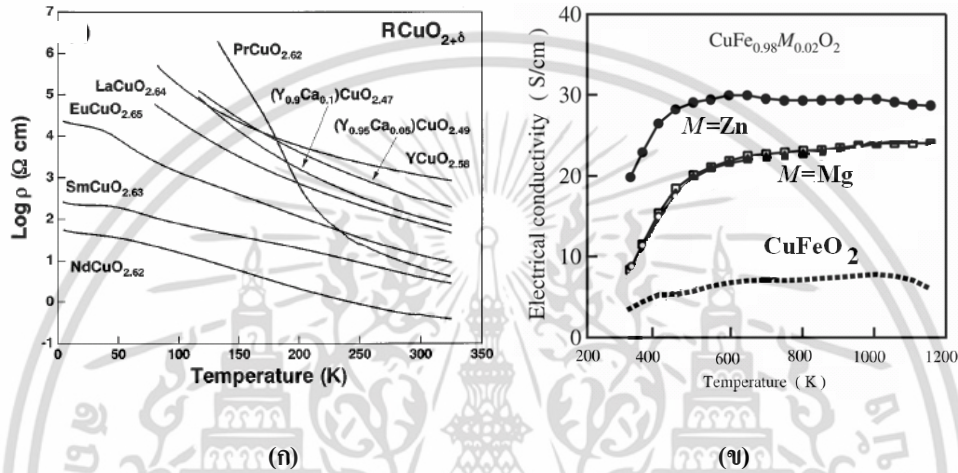 )
RCuO₂₊δ
PrCuO₂.₆₂
LaCuO₂.₆₄
(Y₀.₉Ca₀.₁)CuO₂.₄₇
EuCuO₂.₆₅
(Y₀.₉₅Ca₀.₀₅)CuO₂.₄₉
YCuO₂.₅₈
SmCuO₂.₆₃
NdCuO₂.₆₂
Log ρ (Ω cm)
7
6
5
4
3
2
1
0
-1
0 50 100 150 200 250 300 350
Temperature (K)
(ก)
CuFe₀.₉₈M₀.₀₂O₂
M=Zn
M=Mg
CuFeO₂
Electrical conductivity ( S/cm )
40
30
20
10
0
200 400 600 800 1000 1200
Temperature ( K )
(ข)